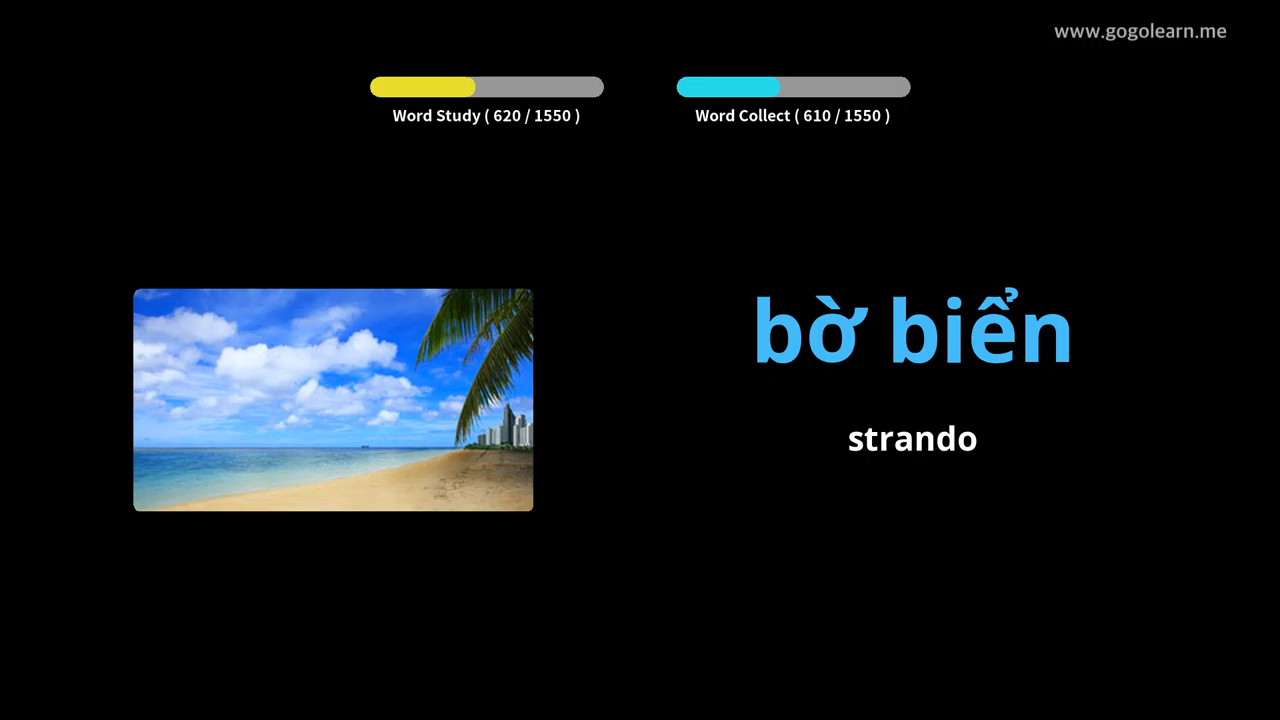 www.gogolearn.me
Word Study ( 620 / 1550 )
Word Collect ( 610 / 1550 )
bờ biển
strando